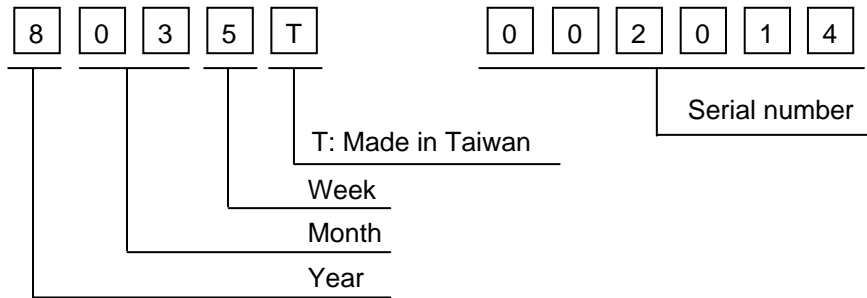 8 0 3 5 T 0 0 2 0 1 4
Serial number
T: Made in Taiwan
Week
Month
Year